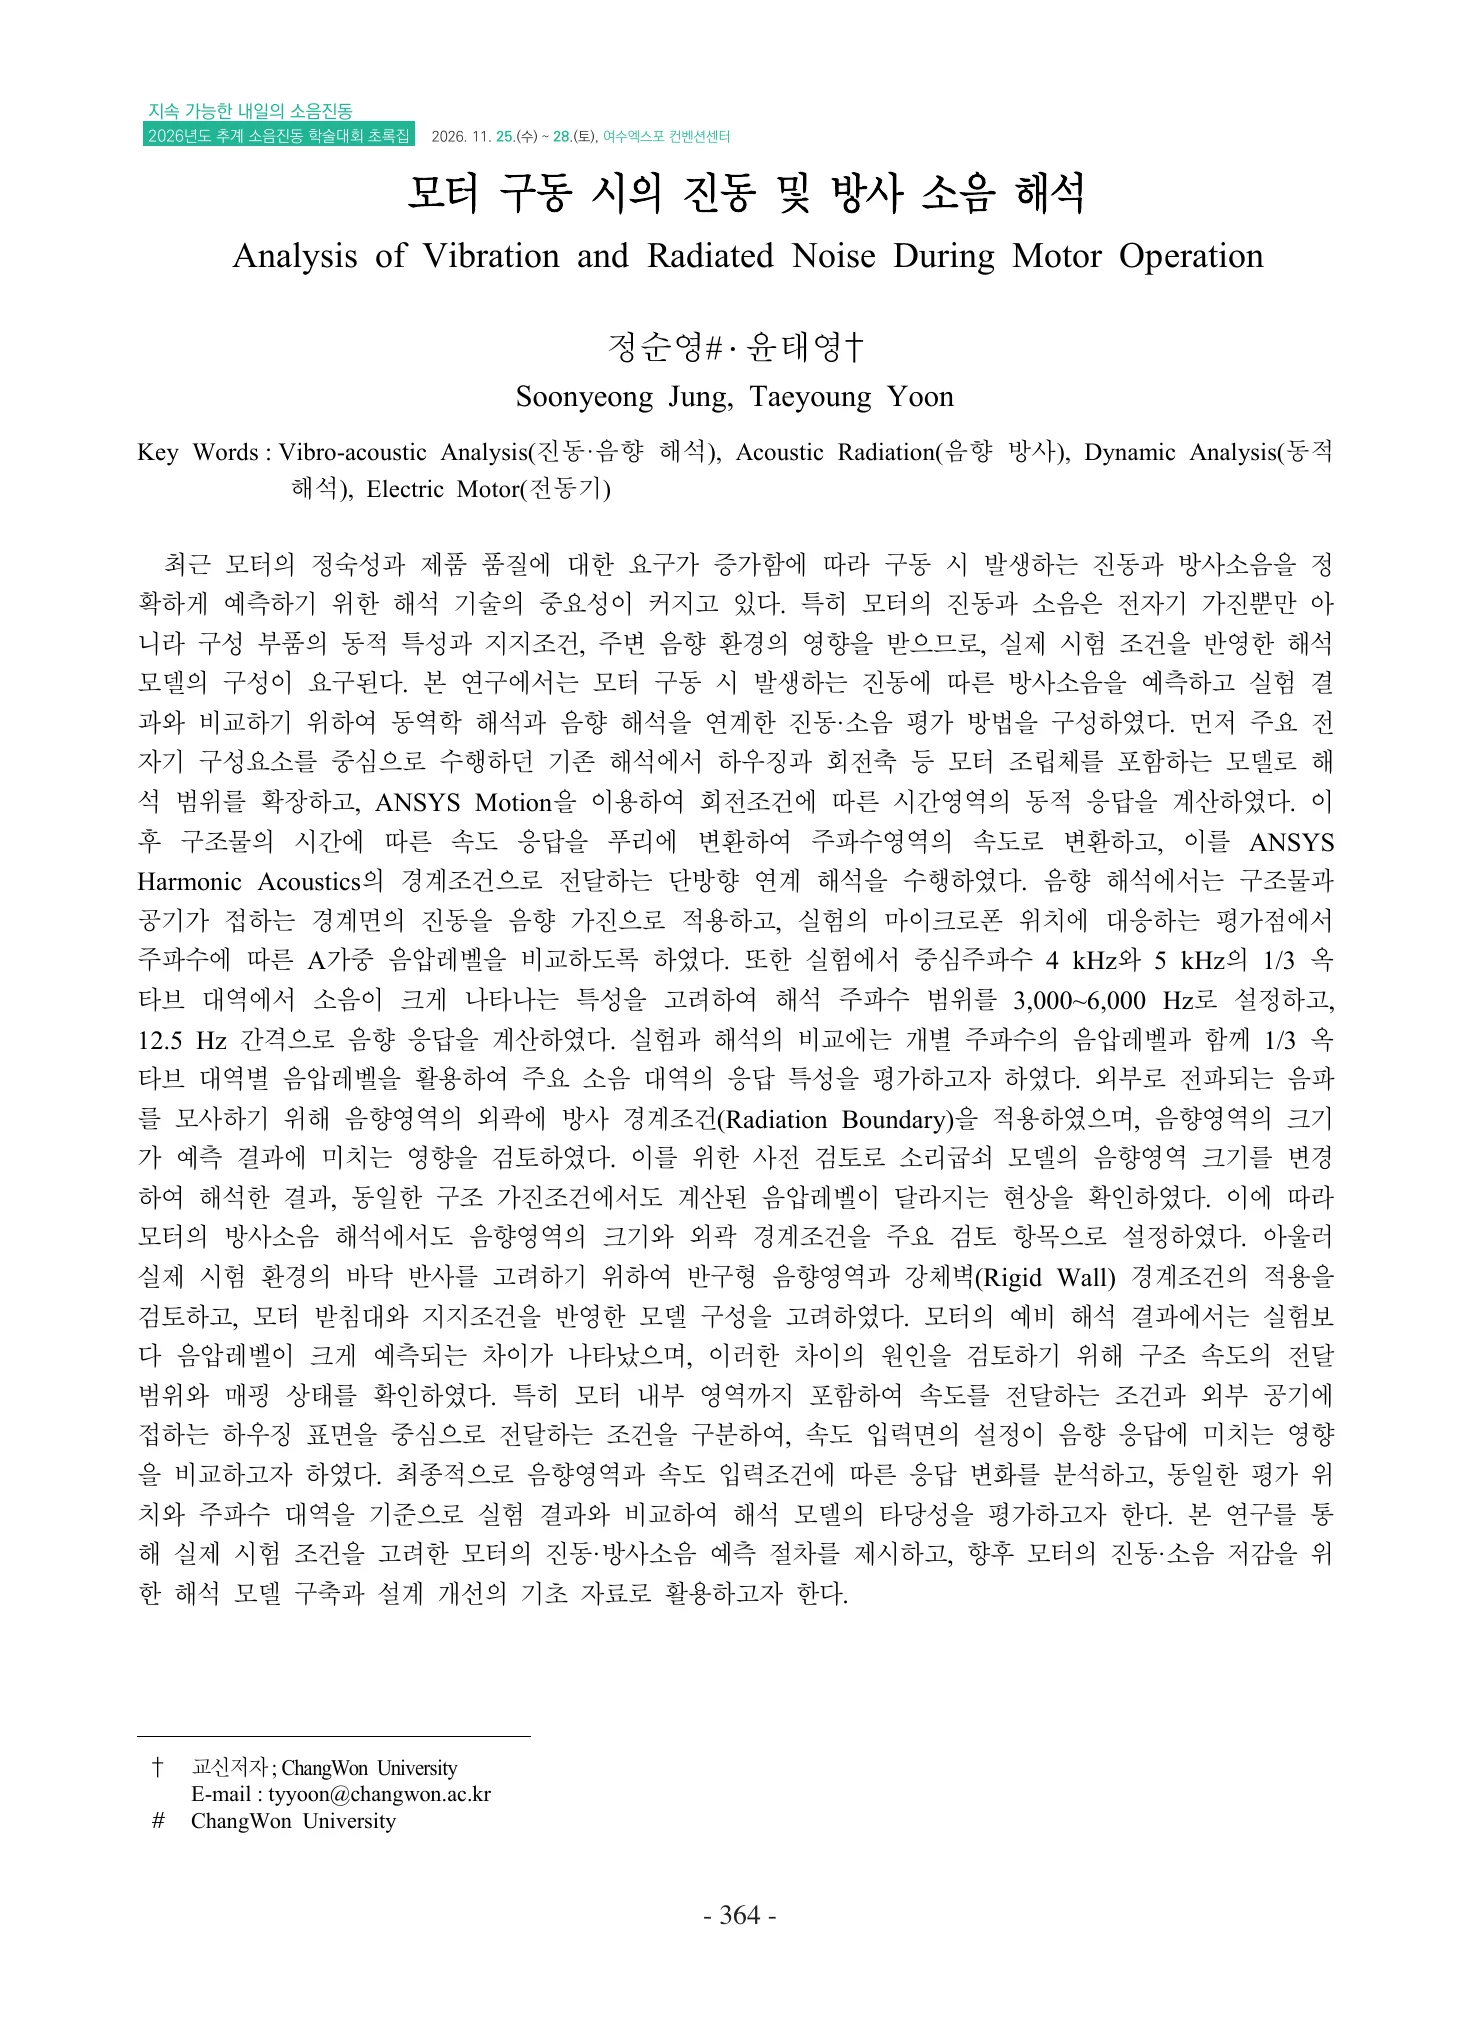 지속 가능한 내일의 소음진동
2026년도 추계 소음진동 학술대회 초록집 2026. 11. 25.(수) ~ 28.(토), 여수엑스포 컨벤션센터
모터 구동 시의 진동 및 방사 소음 해석
Analysis of Vibration and Radiated Noise During Motor Operation
정순영#·윤태영†
Soonyeong Jung, Taeyoung Yoon
Key Words : Vibro-acoustic Analysis(진동·음향 해석), Acoustic Radiation(음향 방사), Dynamic Analysis(동적
해석), Electric Motor(전동기)
최근 모터의 정숙성과 제품 품질에 대한 요구가 증가함에 따라 구동 시 발생하는 진동과 방사소음을 정
확하게 예측하기 위한 해석 기술의 중요성이 커지고 있다. 특히 모터의 진동과 소음은 전자기 가진뿐만 아
니라 구성 부품의 동적 특성과 지지조건, 주변 음향 환경의 영향을 받으므로, 실제 시험 조건을 반영한 해석
모델의 구성이 요구된다. 본 연구에서는 모터 구동 시 발생하는 진동에 따른 방사소음을 예측하고 실험 결
과와 비교하기 위하여 동역학 해석과 음향 해석을 연계한 진동·소음 평가 방법을 구성하였다. 먼저 주요 전
자기 구성요소를 중심으로 수행하던 기존 해석에서 하우징과 회전축 등 모터 조립체를 포함하는 모델로 해
석 범위를 확장하고, ANSYS Motion을 이용하여 회전조건에 따른 시간영역의 동적 응답을 계산하였다. 이
후 구조물의 시간에 따른 속도 응답을 푸리에 변환하여 주파수영역의 속도로 변환하고, 이를 ANSYS
Harmonic Acoustics의 경계조건으로 전달하는 단방향 연계 해석을 수행하였다. 음향 해석에서는 구조물과
공기가 접하는 경계면의 진동을 음향 가진으로 적용하고, 실험의 마이크로폰 위치에 대응하는 평가점에서
주파수에 따른 A가중 음압레벨을 비교하도록 하였다. 또한 실험에서 중심주파수 4 kHz와 5 kHz의 1/3 옥
타브 대역에서 소음이 크게 나타나는 특성을 고려하여 해석 주파수 범위를 3,000~6,000 Hz로 설정하고,
12.5 Hz 간격으로 음향 응답을 계산하였다. 실험과 해석의 비교에는 개별 주파수의 음압레벨과 함께 1/3 옥
타브 대역별 음압레벨을 활용하여 주요 소음 대역의 응답 특성을 평가하고자 하였다. 외부로 전파되는 음파
를 모사하기 위해 음향영역의 외곽에 방사 경계조건(Radiation Boundary)을 적용하였으며, 음향영역의 크기
가 예측 결과에 미치는 영향을 검토하였다. 이를 위한 사전 검토로 소리굽쇠 모델의 음향영역 크기를 변경
하여 해석한 결과, 동일한 구조 가진조건에서도 계산된 음압레벨이 달라지는 현상을 확인하였다. 이에 따라
모터의 방사소음 해석에서도 음향영역의 크기와 외곽 경계조건을 주요 검토 항목으로 설정하였다. 아울러
실제 시험 환경의 바닥 반사를 고려하기 위하여 반구형 음향영역과 강체벽(Rigid Wall) 경계조건의 적용을
검토하고, 모터 받침대와 지지조건을 반영한 모델 구성을 고려하였다. 모터의 예비 해석 결과에서는 실험보
다 음압레벨이 크게 예측되는 차이가 나타났으며, 이러한 차이의 원인을 검토하기 위해 구조 속도의 전달
범위와 매핑 상태를 확인하였다. 특히 모터 내부 영역까지 포함하여 속도를 전달하는 조건과 외부 공기에
접하는 하우징 표면을 중심으로 전달하는 조건을 구분하여, 속도 입력면의 설정이 음향 응답에 미치는 영향
을 비교하고자 하였다. 최종적으로 음향영역과 속도 입력조건에 따른 응답 변화를 분석하고, 동일한 평가 위
치와 주파수 대역을 기준으로 실험 결과와 비교하여 해석 모델의 타당성을 평가하고자 한다. 본 연구를 통
해 실제 시험 조건을 고려한 모터의 진동·방사소음 예측 절차를 제시하고, 향후 모터의 진동·소음 저감을 위
한 해석 모델 구축과 설계 개선의 기초 자료로 활용하고자 한다.
† 교신저자 ; ChangWon University
E-mail : tyyoon@changwon.ac.kr
# ChangWon University
- 364 -